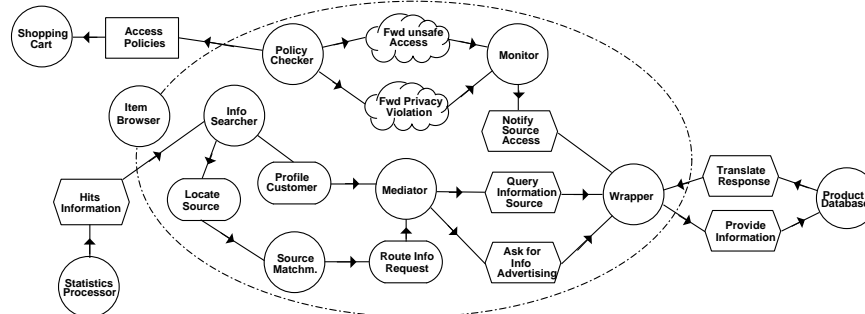 Shopping
Cart
Access
Policies
Policy
Checker
Fwd unsafe
Access
Monitor
Fwd Privacy
Violation
Item
Browser
Info
Searcher
Notify
Source
Access
Hits
Information
Locate
Source
Profile
Customer
Mediator
Query
Information
Source
Wrapper
Translate
Response
Product
Database
Provide
Information
Statistics
Processor
Source
Matchm.
Route Info
Request
Ask for
Info
Advertising